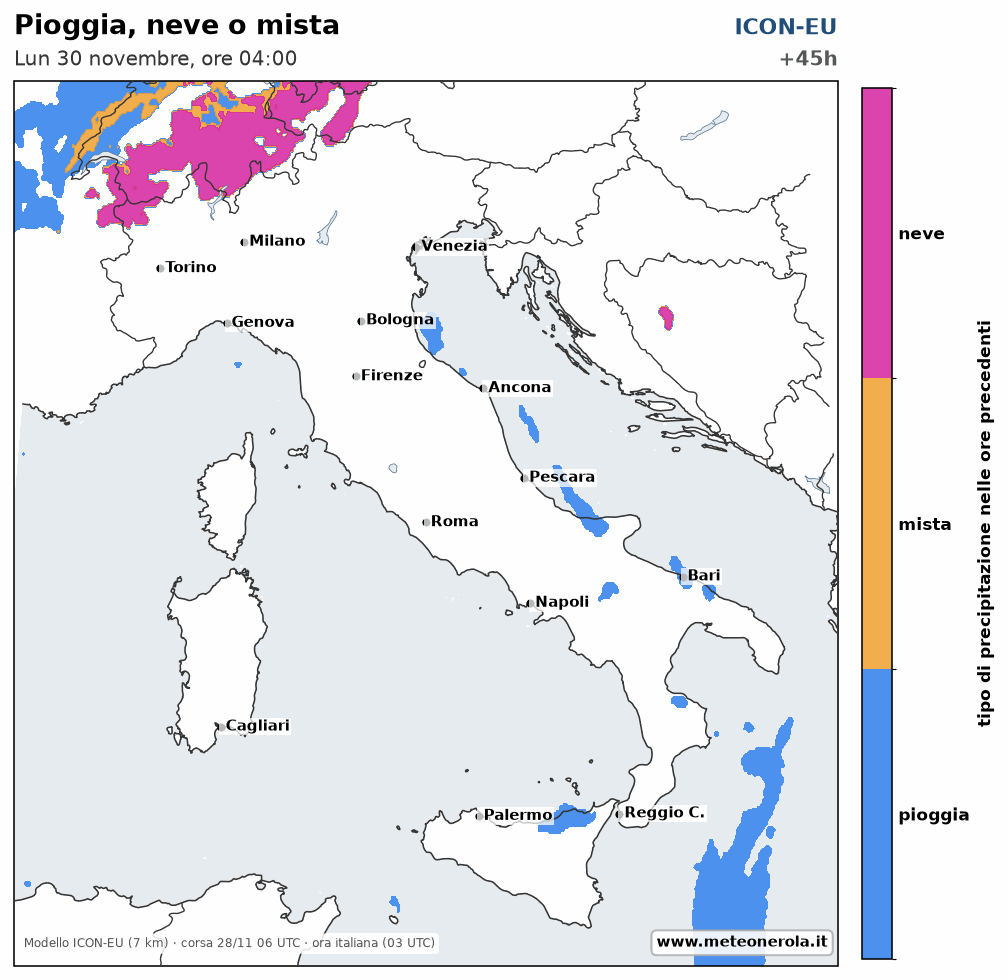 Pioggia, neve o mista
ICON-EU
Lun 30 novembre, ore 04:00
+45h
neve
Milano
Venezia
Torino
Genova
Bologna
Firenze
Ancona
Pescara
Roma
mista
Bari
Napoli
Cagliari
Palermo
Reggio C.
pioggia
tipo di precipitazione nelle ore precedenti
Modello ICON-EU (7 km) · corsa 28/11 06 UTC · ora italiana (03 UTC)
www.meteonerola.it